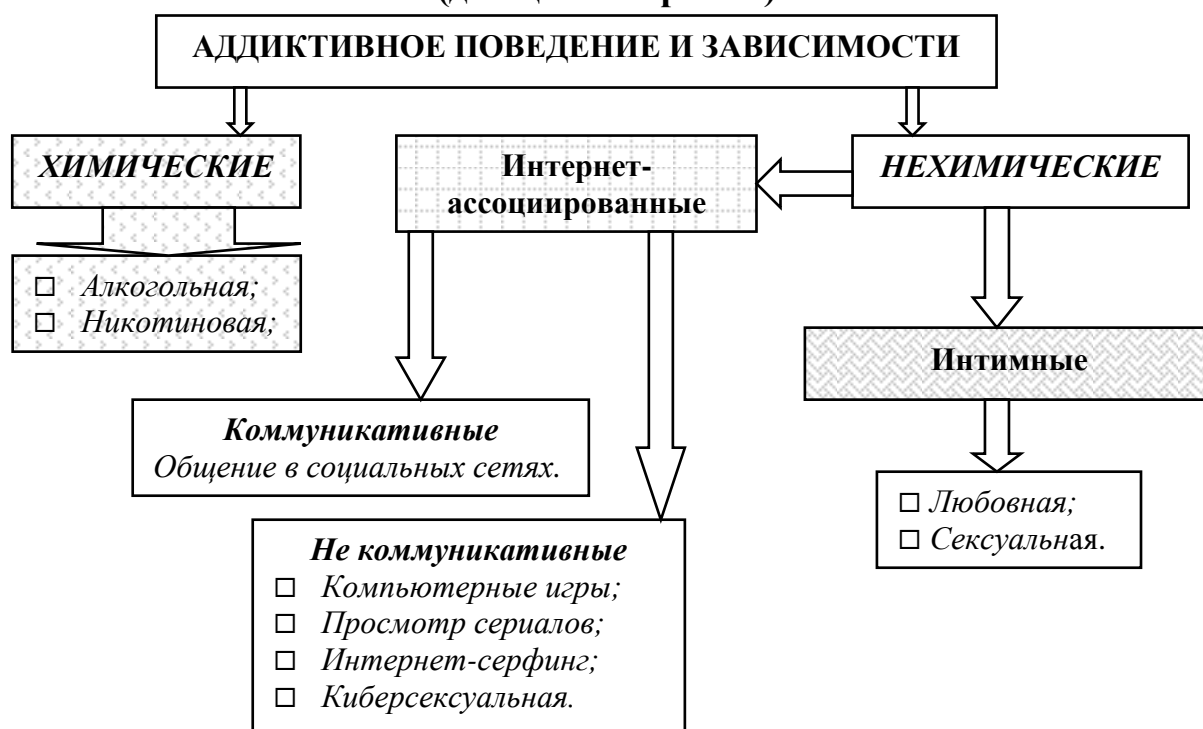 АДДИКТИВНОЕ ПОВЕДЕНИЕ И ЗАВИСИМОСТИ
ХИМИЧЕСКИЕ
Интернет-
ассоциированные
НЕХИМИЧЕСКИЕ
□ Алкогольная;
□ Никотиновая;
Интимные
Коммуникативные
Общение в социальных сетях.
□ Любовная;
□ Сексуальная.
Не коммуникативные
□ Компьютерные игры;
□ Просмотр сериалов;
□ Интернет-серфинг;
□ Киберсексуальная.